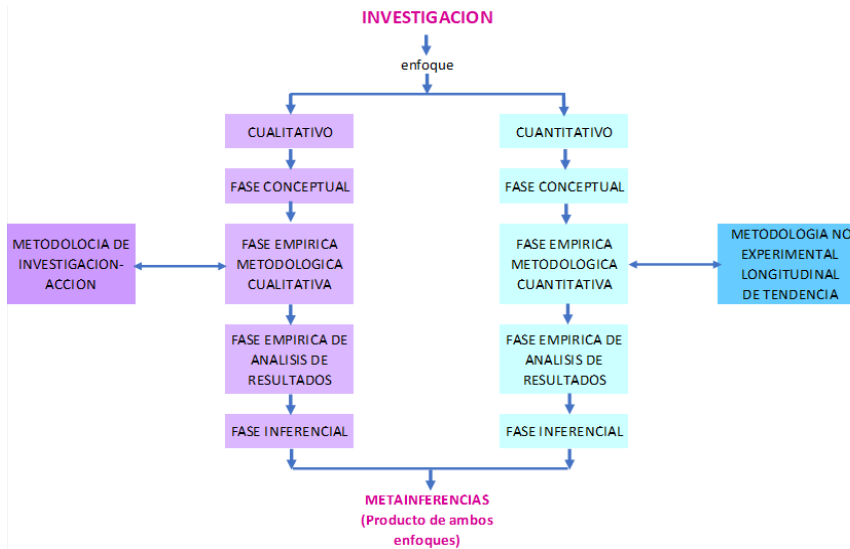 INVESTIGACION
enfoque
CUALITATIVO
CUANTITATIVO
FASE CONCEPTUAL
FASE CONCEPTUAL
METODOLOCIA DE
INVESTIGACION-
ACCION
FASE EMPIRICA
METODOLOGICA
CUALITATIVA
FASE EMPIRICA
METODOLOGICA
CUANTITATIVA
METODOLOGIA NO
EXPERIMENTAL
LONGITUDINAL
DE TENDENCIA
FASE EMPIRICA DE
ANALISIS DE
RESULTADOS
FASE EMPIRICA DE
ANALISIS DE
RESULTADOS
FASE INFERENCIAL
FASE INFERENCIAL
METAINFERENCIAS
(Producto de ambos
enfoques)